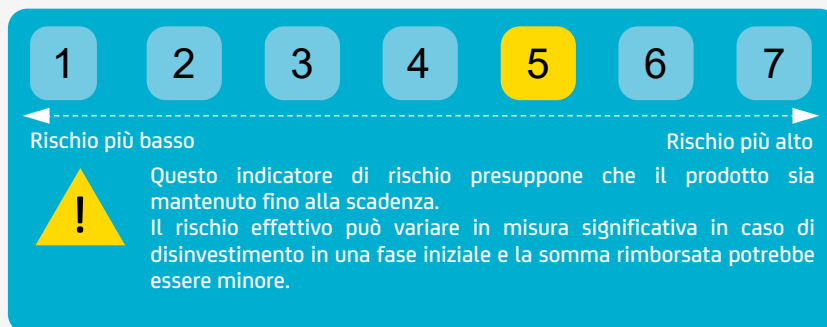 1 2 3 4 5 6 7
Rischio più basso Rischio più alto
!
Questo indicatore di rischio presuppone che il prodotto sia
mantenuto fino alla scadenza.
Il rischio effettivo può variare in misura significativa in caso di
disinvestimento in una fase iniziale e la somma rimborsata potrebbe
essere minore.